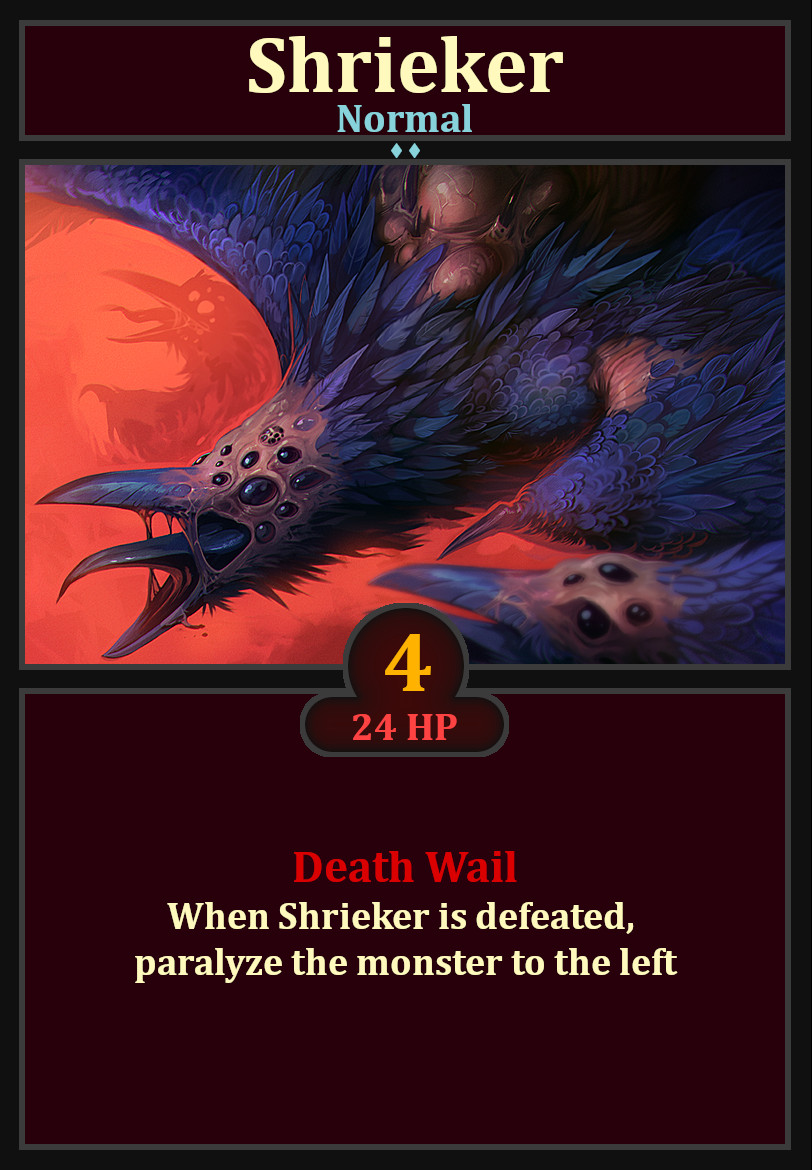 Shrieker
Normal
4
24 HP
Death Wail
When Shrieker is defeated,
paralyze the monster to the left